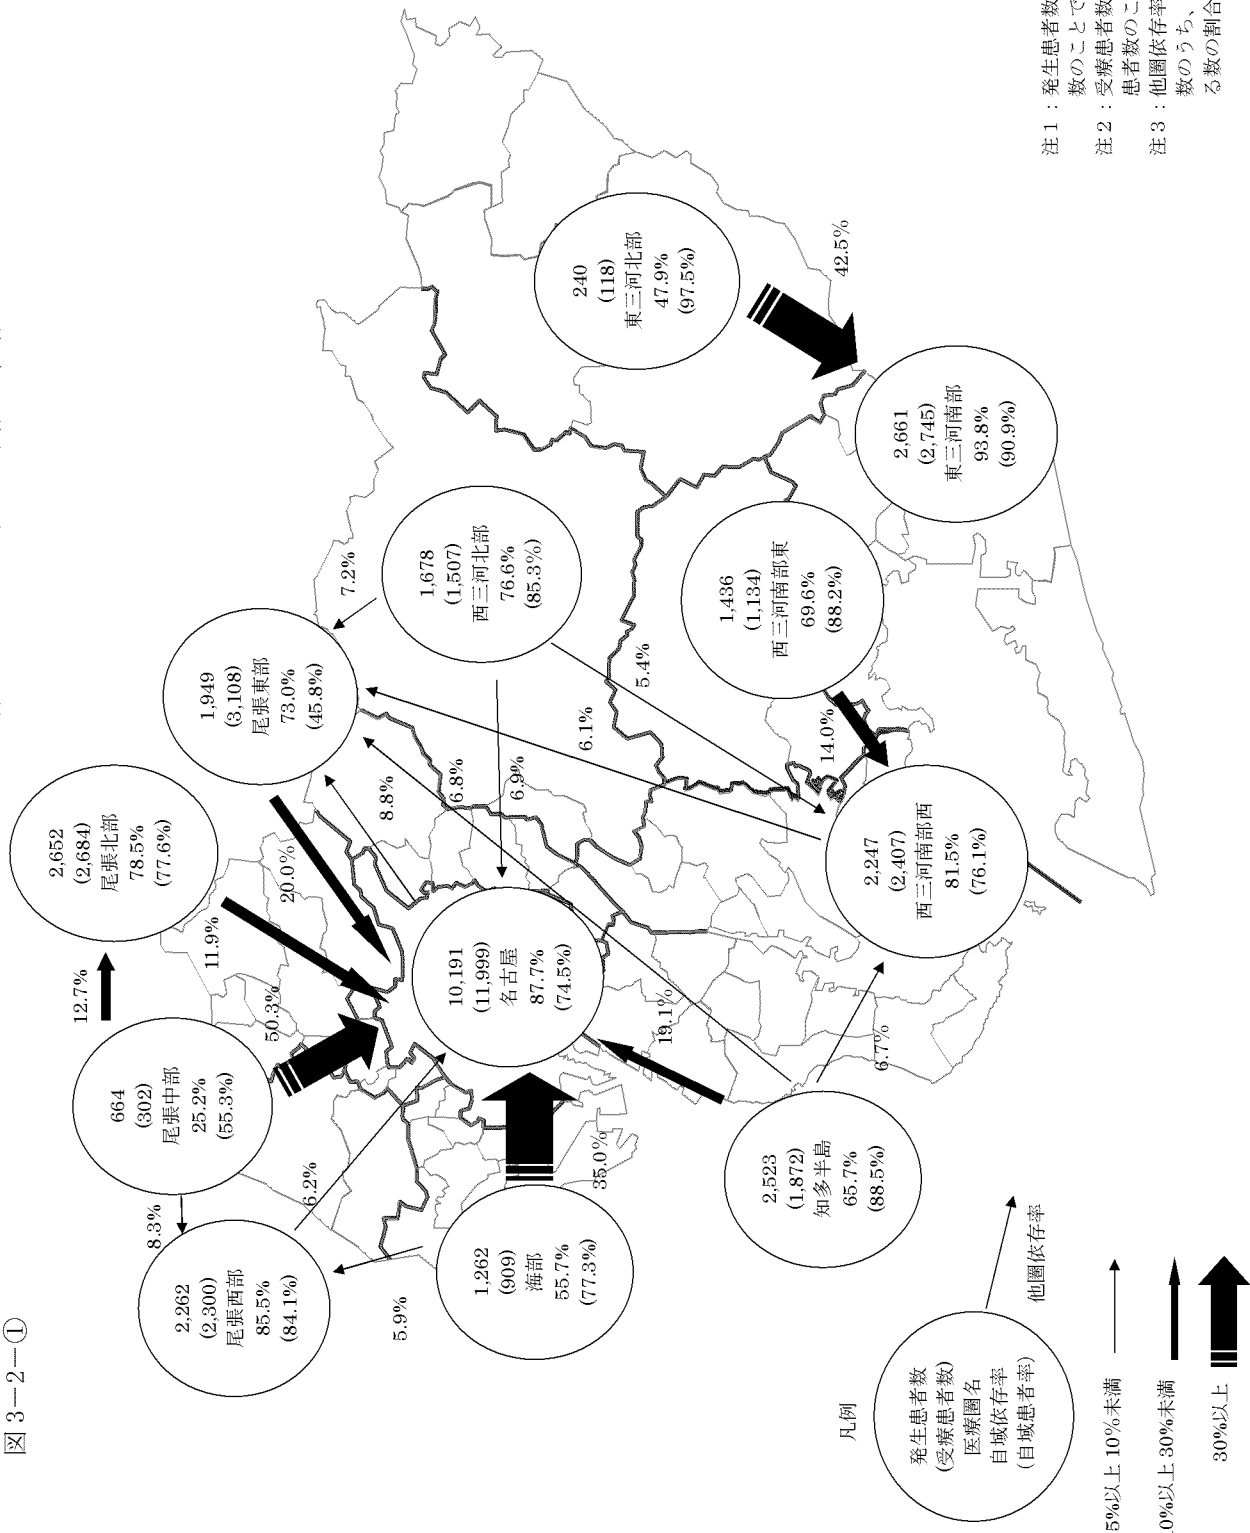 図 3－2－①
2,262
(2,300)
尾張西部
85.5%
(84.1%)
8.3%
664
(302)
尾張中部
25.2%
(55.3%)
12.7%
2,652
(2,684)
尾張北部
78.5%
(77.6%)
1,949
(3,108)
尾張東部
73.0%
(45.8%)
7.2%
11.9%
20.0%
50.3%
6.2%
5.9%
1,262
(909)
海部
55.7%
(77.3%)
35.0%
10,191
(11,999)
名古屋
87.7%
(74.5%)
8.8%
6.8%
6.9%
6.1%
5.4%
1,678
(1,507)
西三河北部
76.6%
(85.3%)
240
(118)
東三河北部
47.9%
(97.5%)
42.5%
2,661
(2,745)
東三河南部
93.8%
(90.9%)
1,436
(1,134)
西三河南部東
69.6%
(88.2%)
14.0%
2,247
(2,407)
西三河南部西
81.5%
(76.1%)
19.1%
6.7%
2,523
(1,872)
知多半島
65.7%
(88.5%)
凡例
発生患者数
(受療患者数)
医療圏名
自域依存率
(自域患者率)
他圏依存率
5%以上 10%未満
.0%以上 30%未満
30%以上
注１：発生患者数
数のことで
注２：受療患者数
患者数のこ
注３：他圏依存率
数のうち、
る数の割合